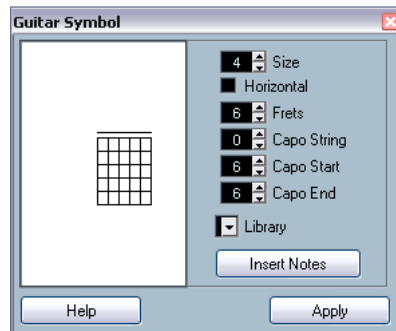 Guitar Symbol
4 Size
Horizontal
6 Frets
0 Capo String
6 Capo Start
6 Capo End
Library
Insert Notes
Help Apply